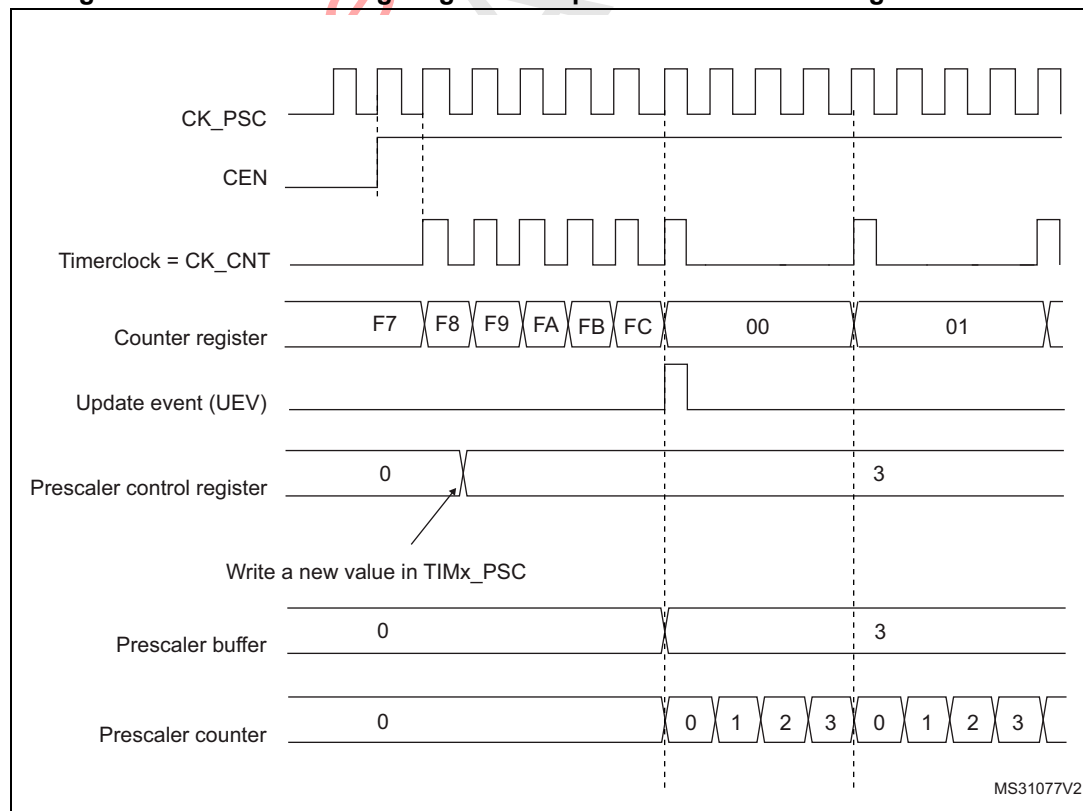 CK_PSC
CEN
Timerclock = CK_CNT
Counter register F7 F8 F9 FA FB FC 00 01
Update event (UEV)
Prescaler control register 0 3
Write a new value in TIMx_PSC
Prescaler buffer 0 3
Prescaler counter 0 0 1 2 3 0 1 2 3
MS31077V2